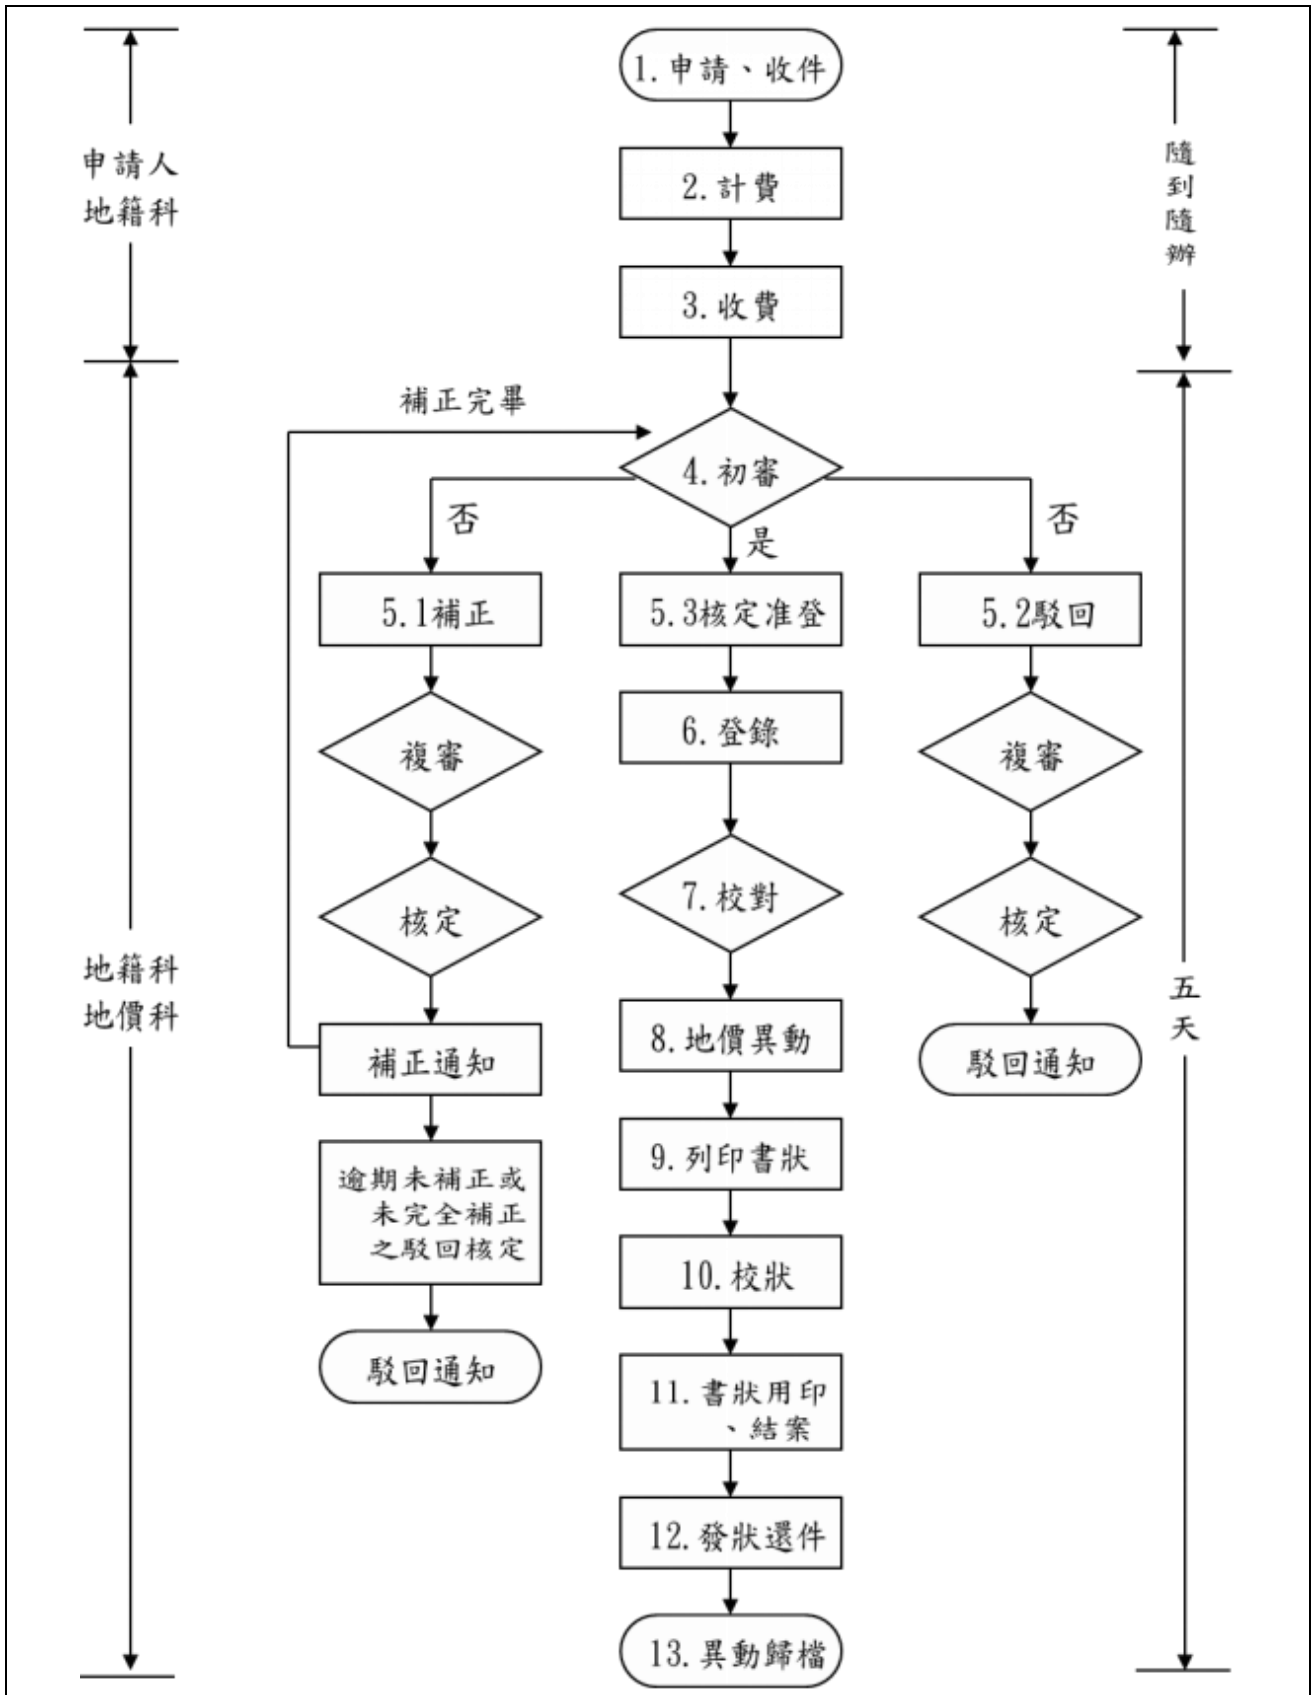 1.申請、收件
申請人
地籍科
隨
到
隨
辦
2.計費
3.收費
補正完畢
4.初審
否
是
否
5.1補正
5.3核定准登
5.2駁回
複審
6.登錄
複審
核定
7.校對
核定
地籍科
地價科
五
天
補正通知
8.地價異動
駁回通知
逾期未補正或
未完全補正
之駁回核定
9.列印書狀
駁回通知
10.校狀
11.書狀用印
、結案
12.發狀還件
13.異動歸檔